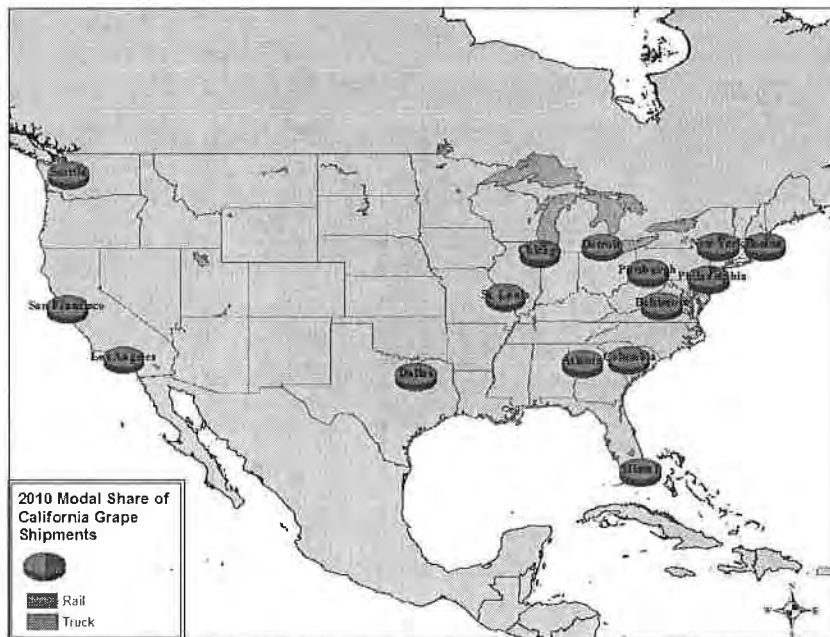 Seattle
Chicago
Detroit
New York
Boston
Pittsburgh
Philadelphia
St. Louis
Baltimore
San Francisco
Los Angeles
Atlanta
Columbia
Dallas
Miami
2010 Modal Share of
California Grape
Shipments
Rail
Truck
N
W E
S